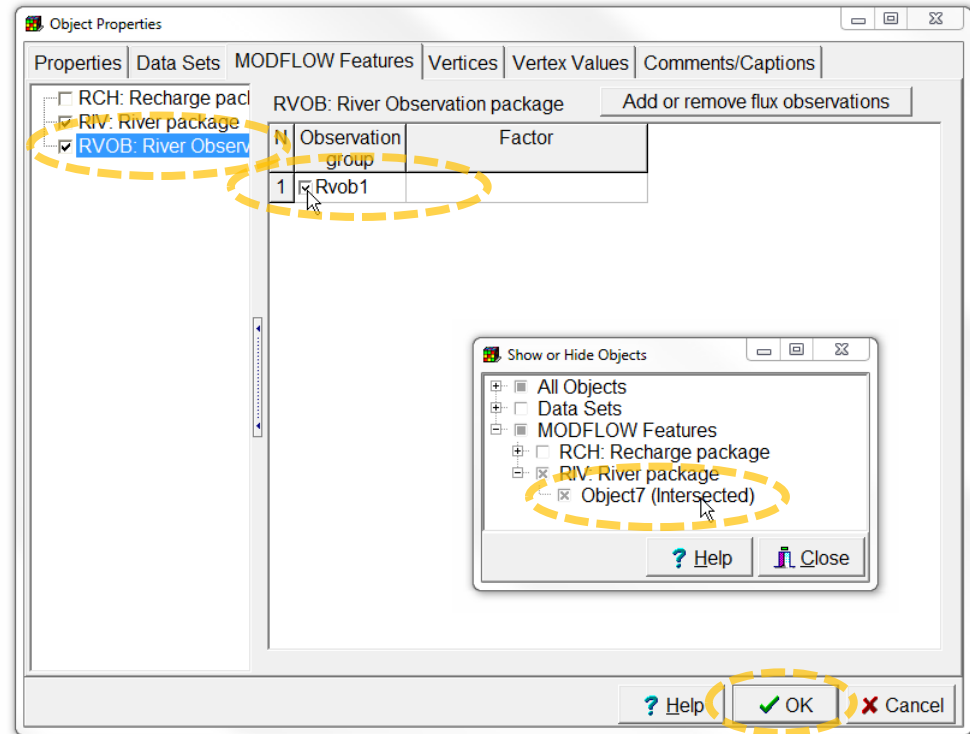 Object Properties
Properties Data Sets MODFLOW Features Vertices Vertex Values Comments/Captions
RCH: Recharge pacl
RIV: River package
RVOB: River Observ
RVOB: River Observation package Add or remove flux observations
N Observation group Factor
1 Rvob1
Show or Hide Objects
All Objects
Data Sets
MODFLOW Features
RCH: Recharge package
RIV: River package
Object7 (Intersected)
? Help Close
? Help OK Cancel